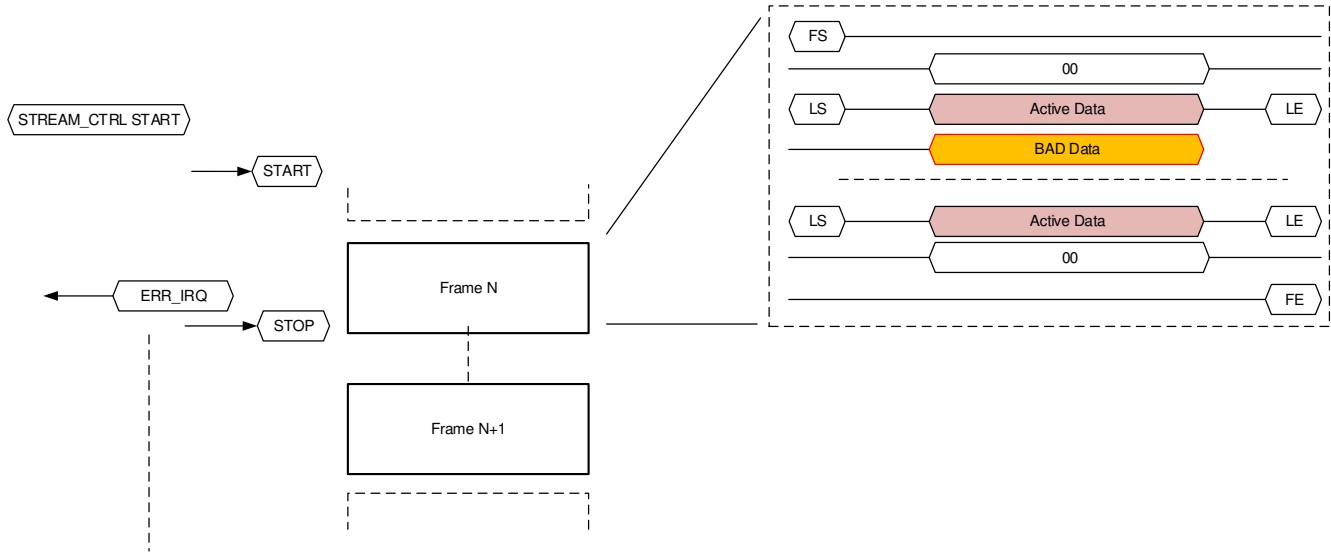 STREAM_CTRL START
START
ERR_IRQ
STOP
Frame N
Frame N+1
FS
00
LS Active Data LE
BAD Data
LS Active Data LE
00
FE